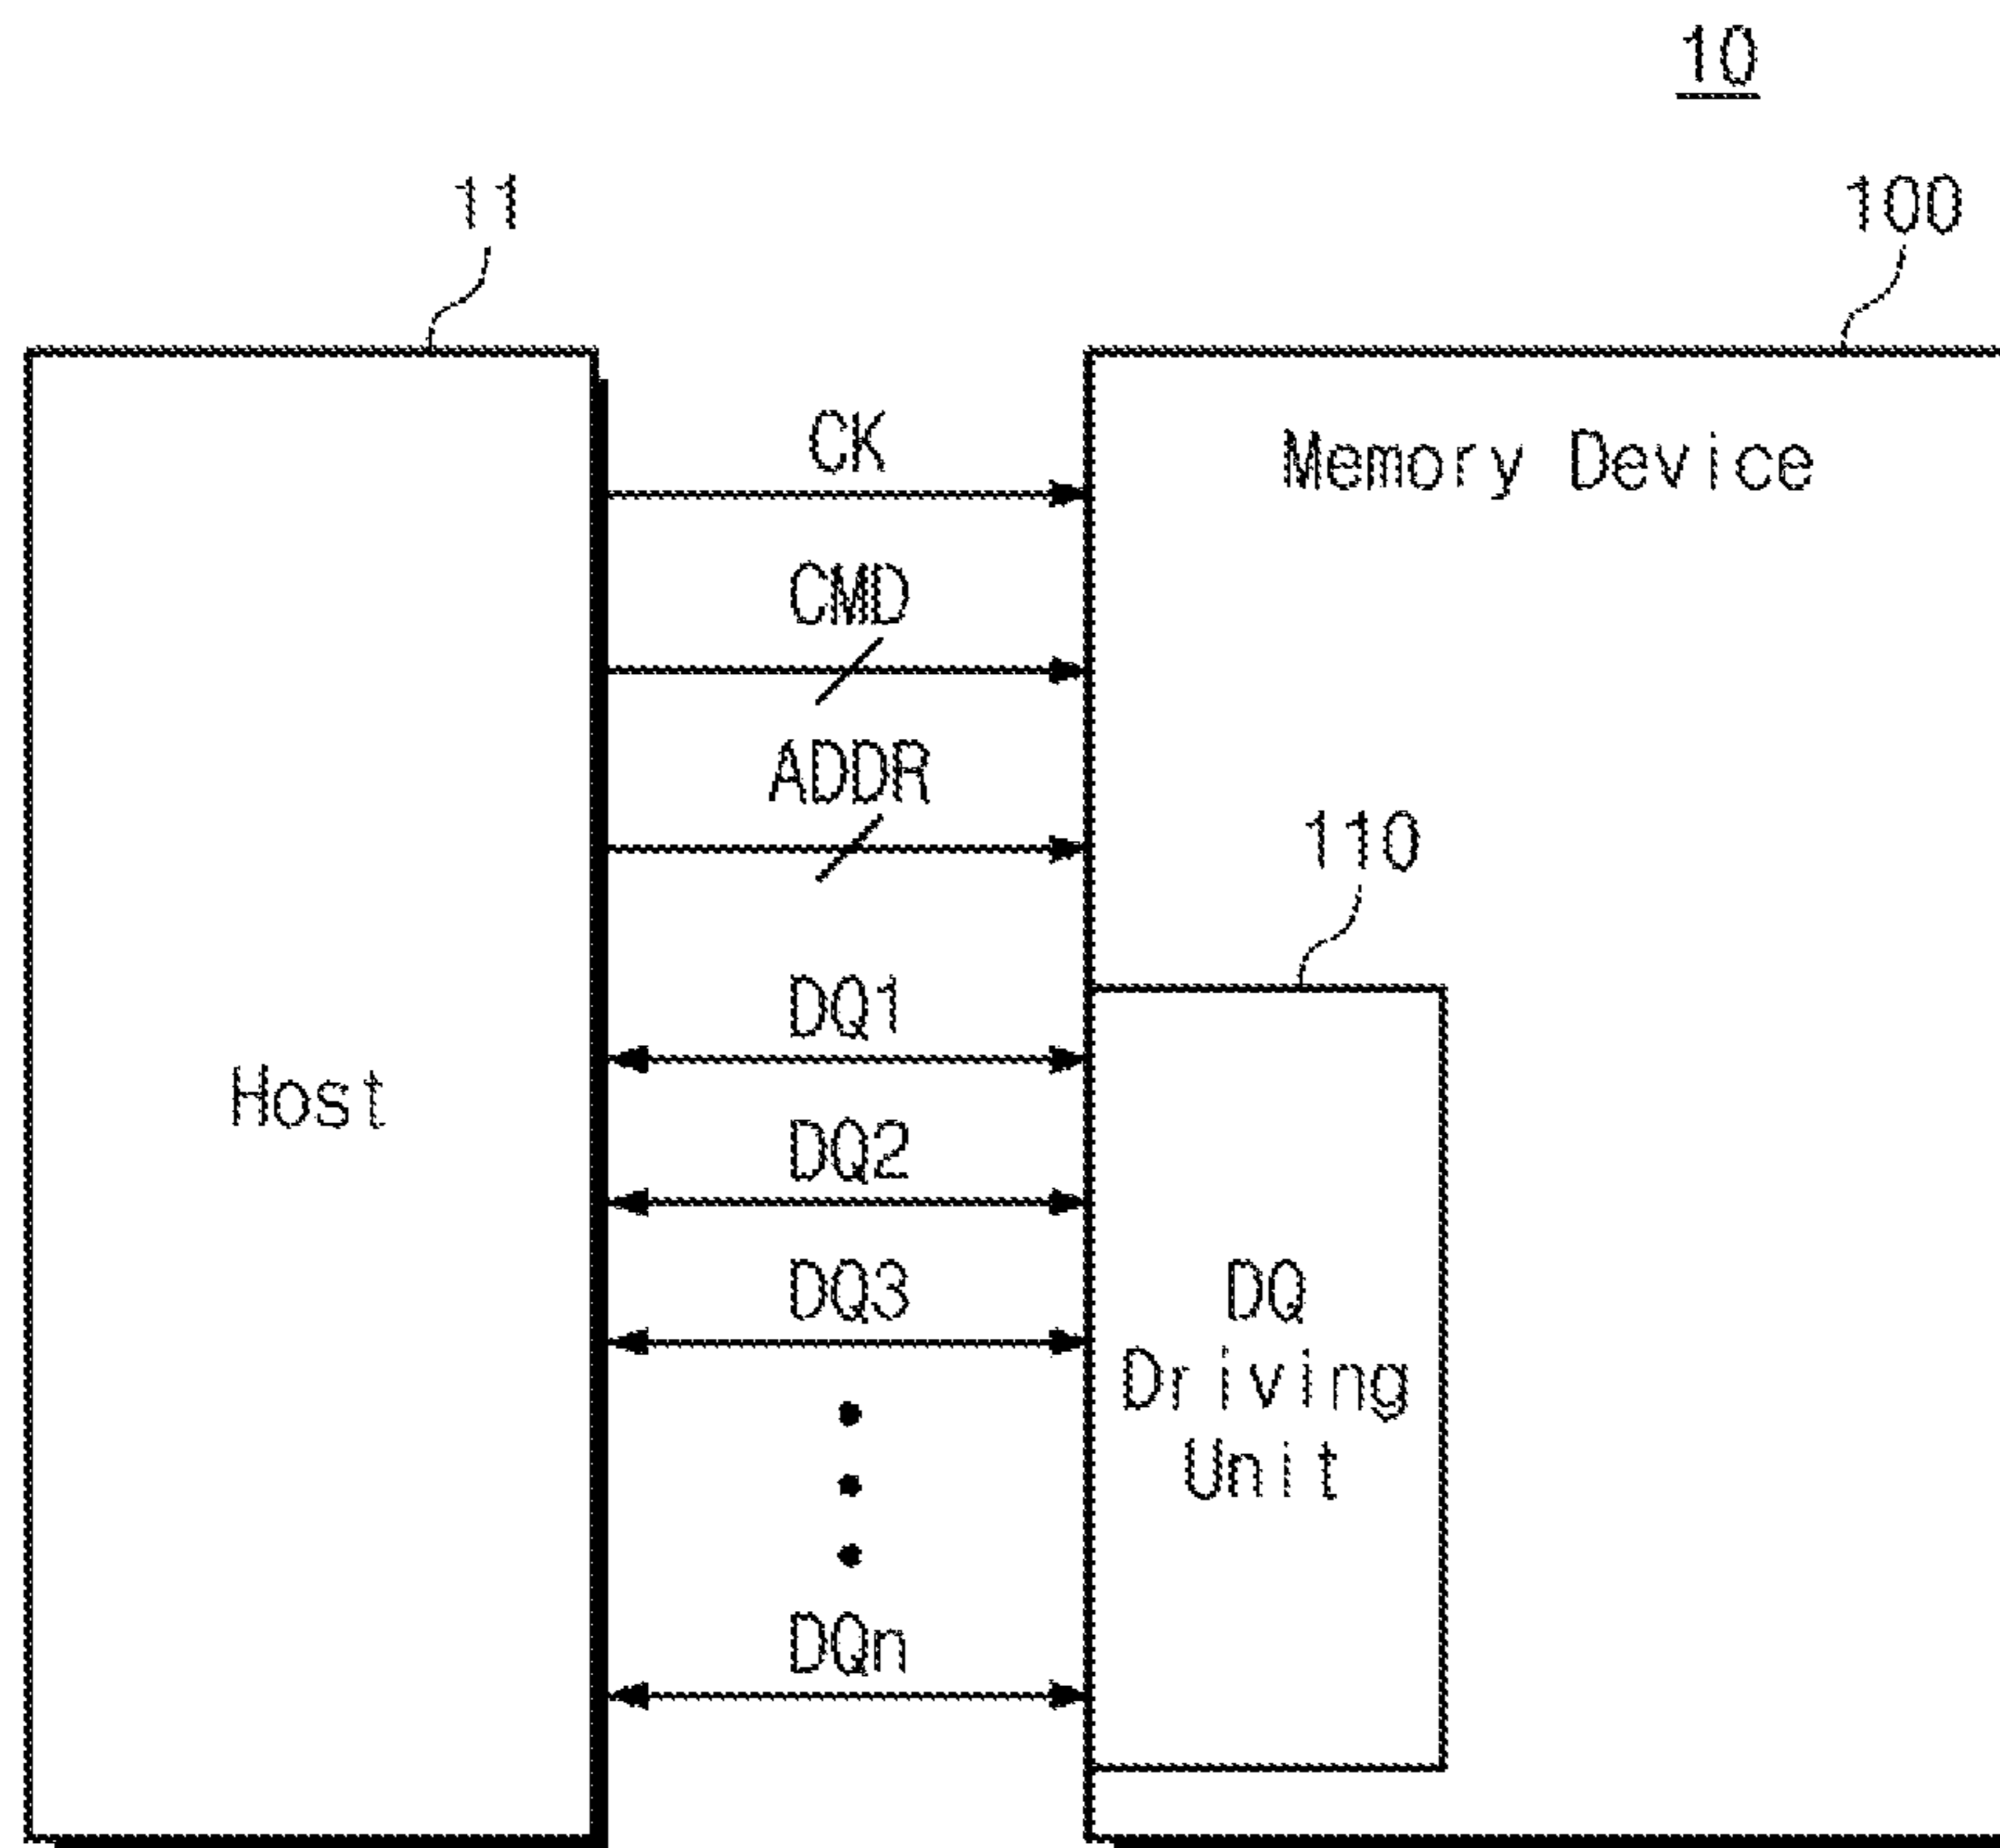 10
11
100
CK
Memory Device
CMD
ADDR
110
DQ1
Host
DQ2
DQ3
DQ
Driving
Unit
DQn